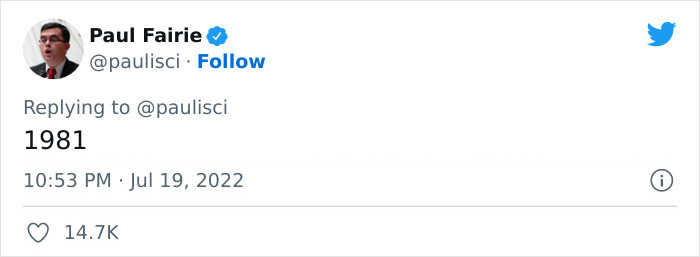 Paul Fairie
@paulisci · Follow
Replying to @paulisci
1981
10:53 PM · Jul 19, 2022
14.7K